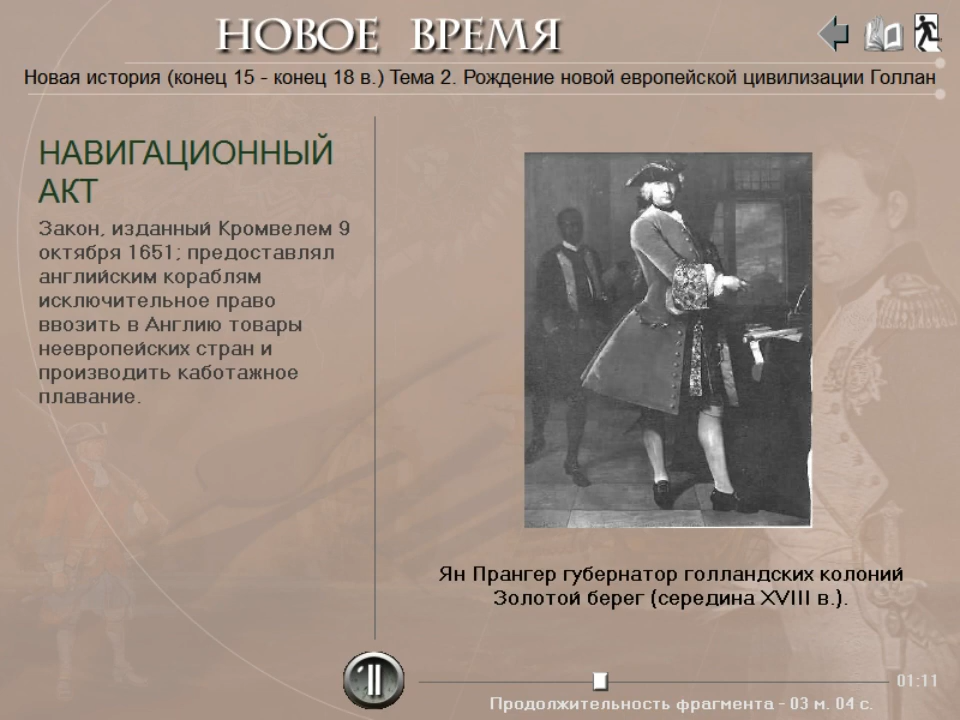 НОВОЕ ВРЕМЯ
Новая история (конец 15 - конец 18 в.) Тема 2. Рождение новой европейской цивилизации Голлан
НАВИГАЦИОННЫЙ
АКТ
Закон, изданный Кромвелем 9
октября 1651; предоставлял
английским кораблям
исключительное право
ввозить в Англию товары
неевропейских стран и
производить каботажное
плавание.
Ян Прангер губернатор голландских колоний
Золотой берег (середина XVIII в.).
01:11
Продолжительность фрагмента - 03 м. 04 с.